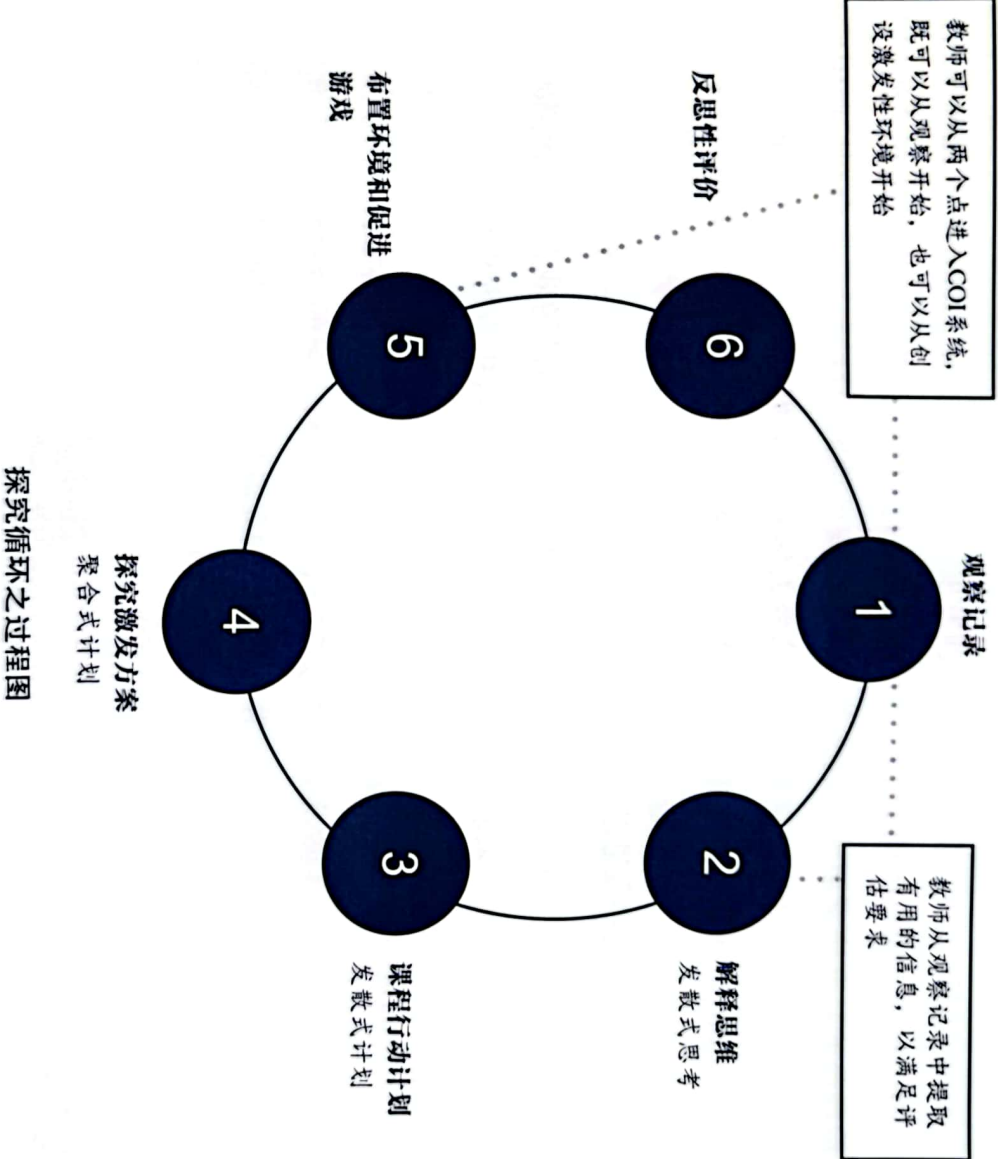 教师可以从两个点进入COI系统，
既可以从观察开始，也可以从创
设激发性环境开始
观察记录
教师从观察记录中提取
有用的信息，以满足评
估要求
1
反思性评价
6
2
解释思维
发散式思考
布置环境和促进
游戏
5
3
课程行动计划
发散式计划
4
探究激发方案
聚合式计划
探究循环之过程图